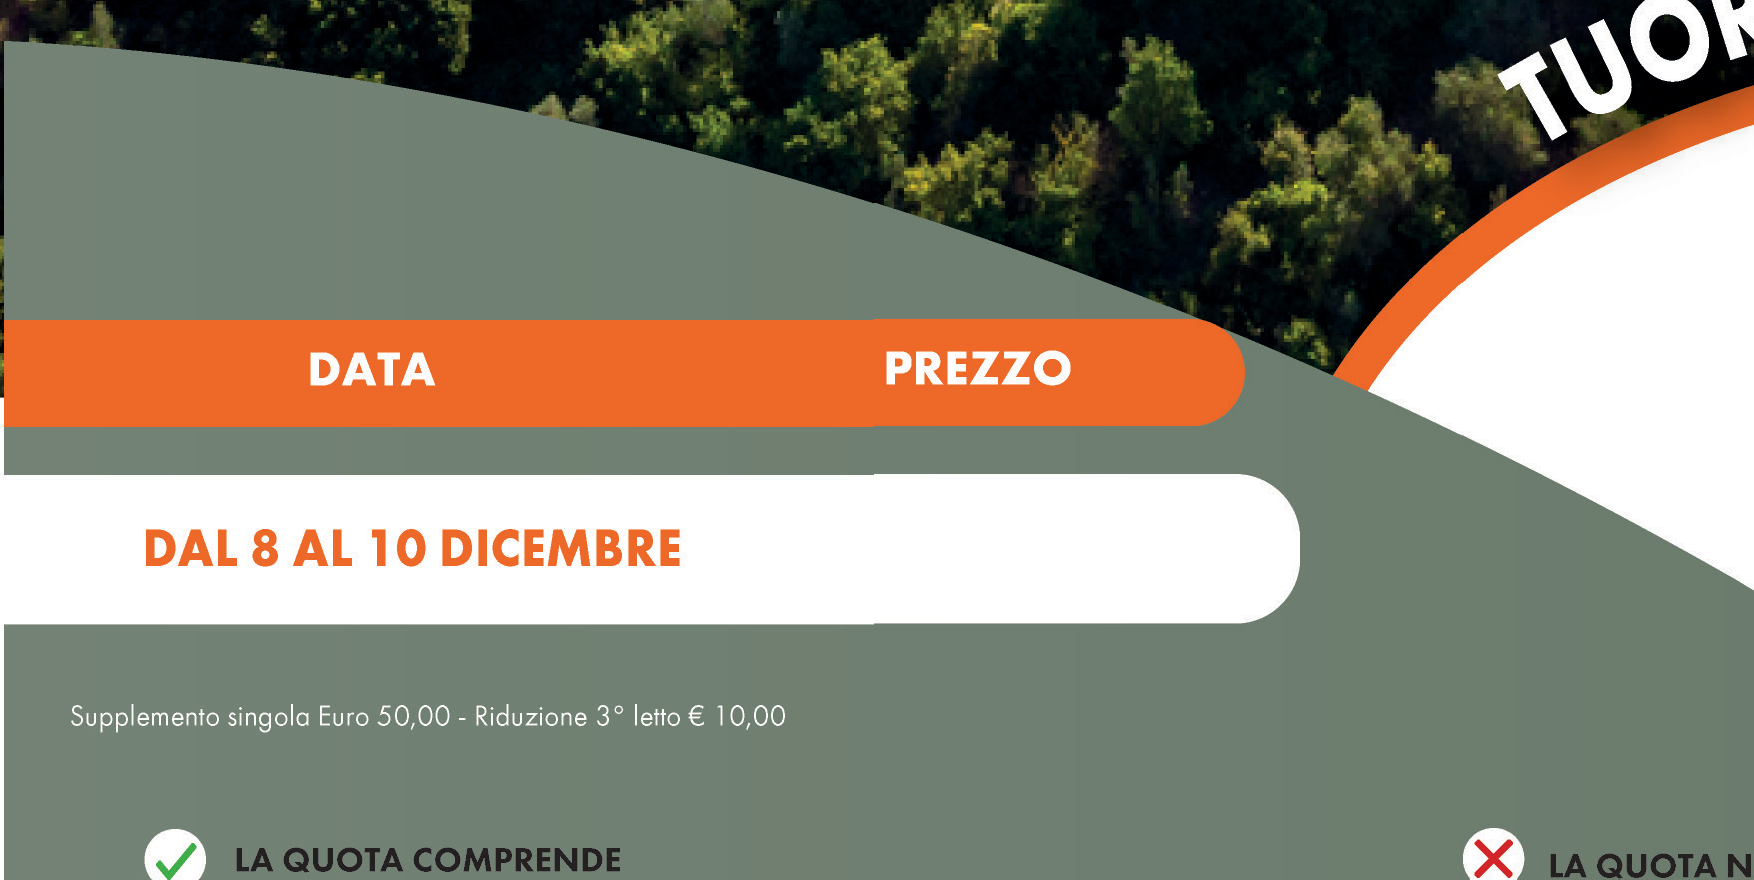 TUOR
DATA PREZZO
DAL 8 AL 10 DICEMBRE
Supplemento singola Euro 50,00 - Riduzione 3° letto € 10,00
LA QUOTA COMPRENDE
LA QUOTA N